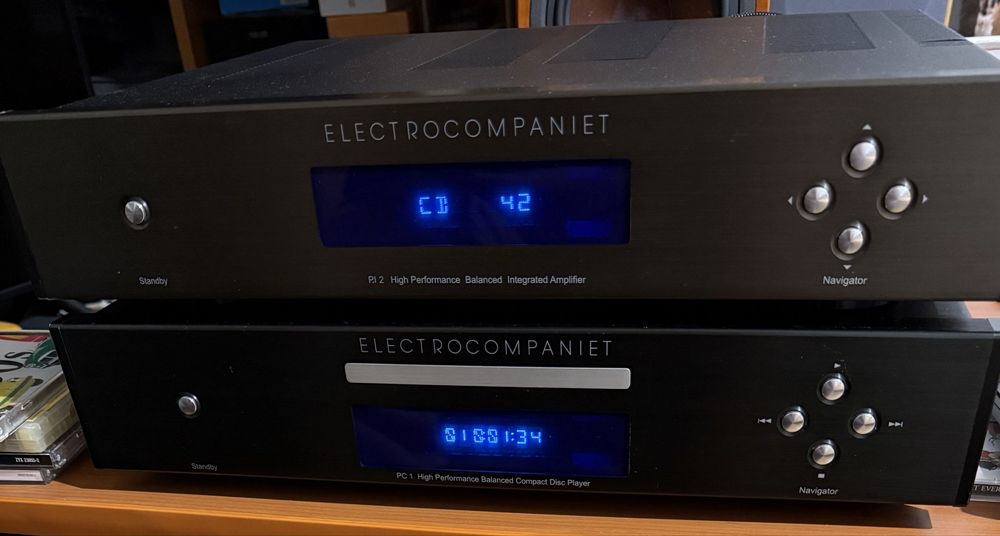 ELECTROCOMPANIET
CD 42
Standby
PI 2 High Performance Balanced Integrated Amplifier
Navigator
ELECTROCOMPANIET
01 001:34
Standby
PC 1 High Performance Balanced Compact Disc Player
Navigator